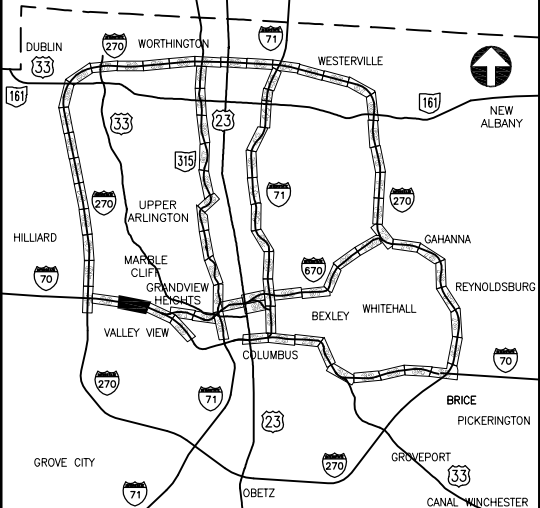 DUBLIN
270
WORTHINGTON
71
33
WESTERVILLE
161
161
NEW
ALBANY
33
23
315
270
71
270
UPPER
ARLINGTON
HILLIARD
GAHANNA
MARBLE
CLIFF
70
670
GRANDVIEW
HEIGHTS
REYNOLDSBURG
BEXLEY
WHITEHALL
VALLEY VIEW
COLUMBUS
70
270
71
BRICE
23
PICKERINGTON
GROVE CITY
270
GROVEPORT
33
71
OBETZ
CANAL WINCHESTER